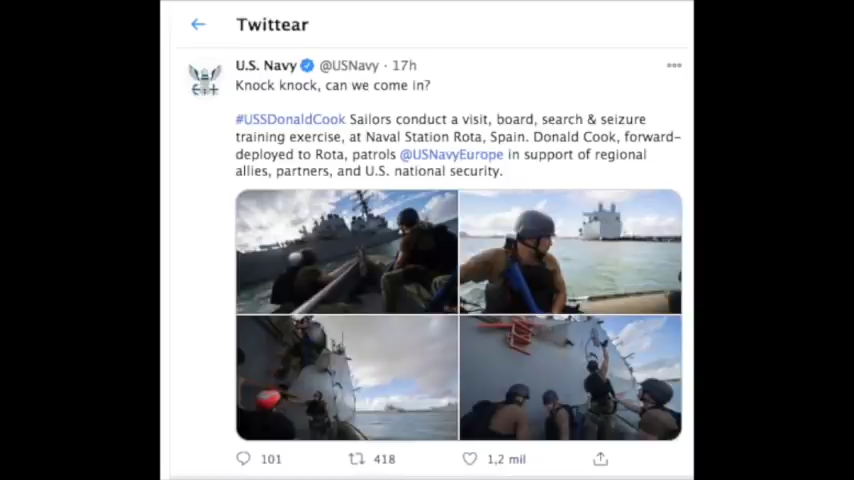 Twittear
U.S. Navy @USNavy · 17h
Knock knock, can we come in?
#USSDonaldCook Sailors conduct a visit, board, search & seizure
training exercise, at Naval Station Rota, Spain. Donald Cook, forward-
deployed to Rota, patrols @USNavyEurope in support of regional
allies, partners, and U.S. national security.
101 418 1,2 mil